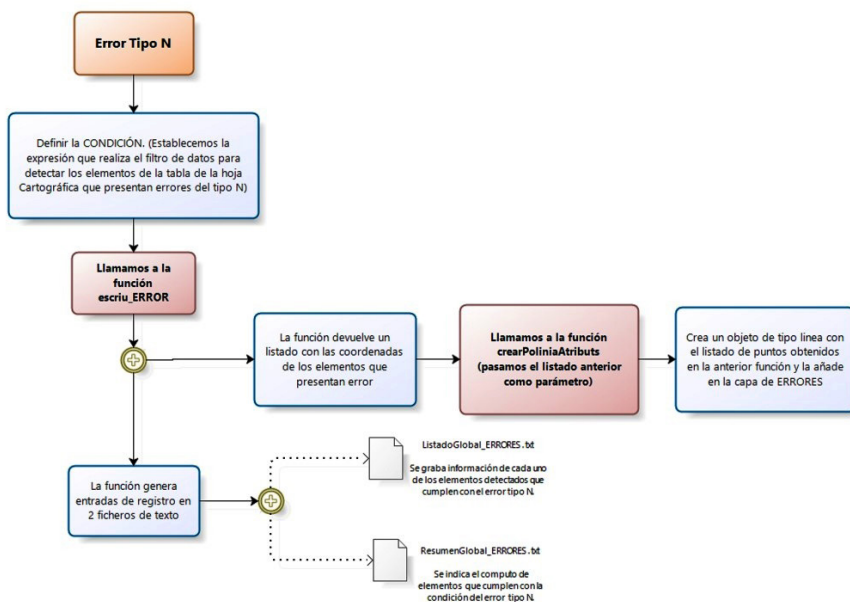 Error Tipo N
Definir la CONDICIÓN. (Establecemos la
expresión que realiza el filtro de datos para
detectar los elementos de la tabla de la hoja
Cartográfica que presentan errores del tipo N)
Llamamos a la
función
escriu_ERROR
La función devuelve un
listado con las coordenadas
de los elementos que
presentan error
Llamamos a la función
crearPoliniaAtributs
(pasamos el listado anterior
como parámetro)
Crea un objeto de tipo linea con
el listado de puntos obtenidos
en la anterior función y la añade
en la capa de ERRORES
La función genera
entradas de registro en
2 ficheros de texto
ListadoGlobal_ERRORES.txt
Se graba información de cada uno
de los elementos detectados que
cumplen con el error tipo N.
ResumenGlobal_ERRORES.txt
Se indica el computo de
elementos que cumplen con la
condición del error tipo N.